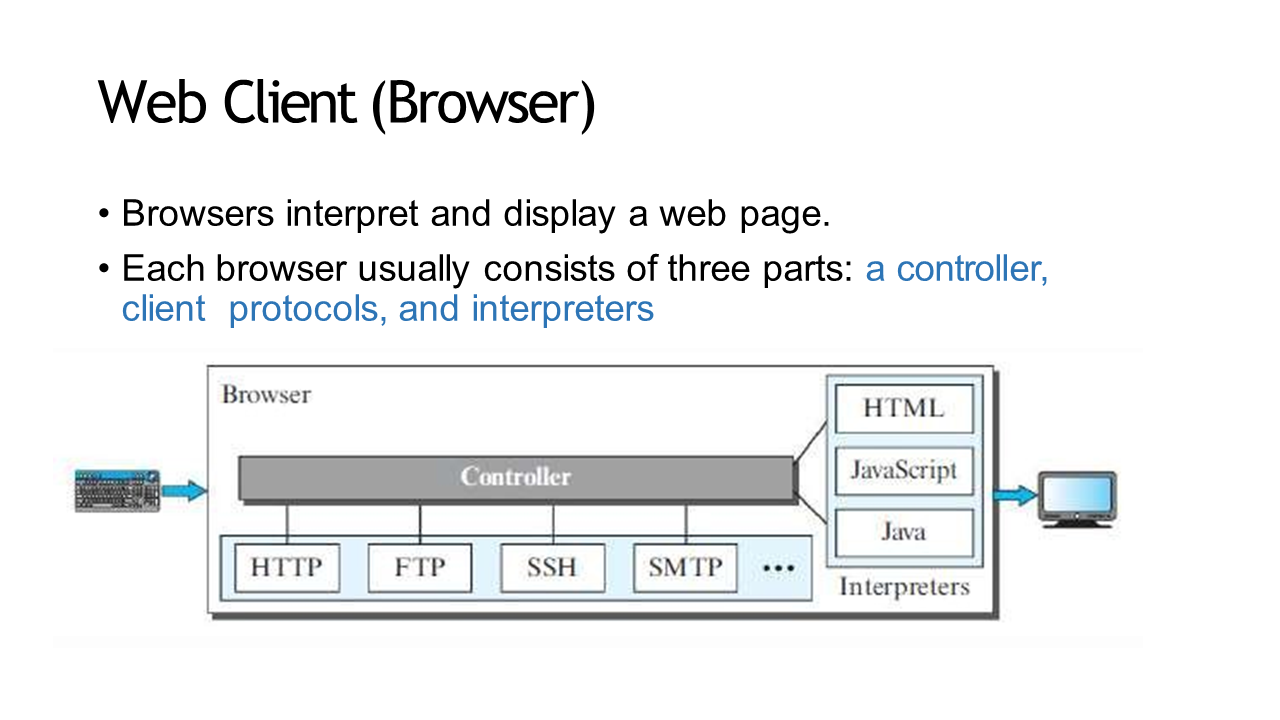 Web Client (Browser)
• Browsers interpret and display a web page.
• Each browser usually consists of three parts: a controller,
client  protocols, and interpreters
Browser
Controller
HTTP
FTP
SSH
SMTP
•••
HTML
JavaScript
Java
Interpreters